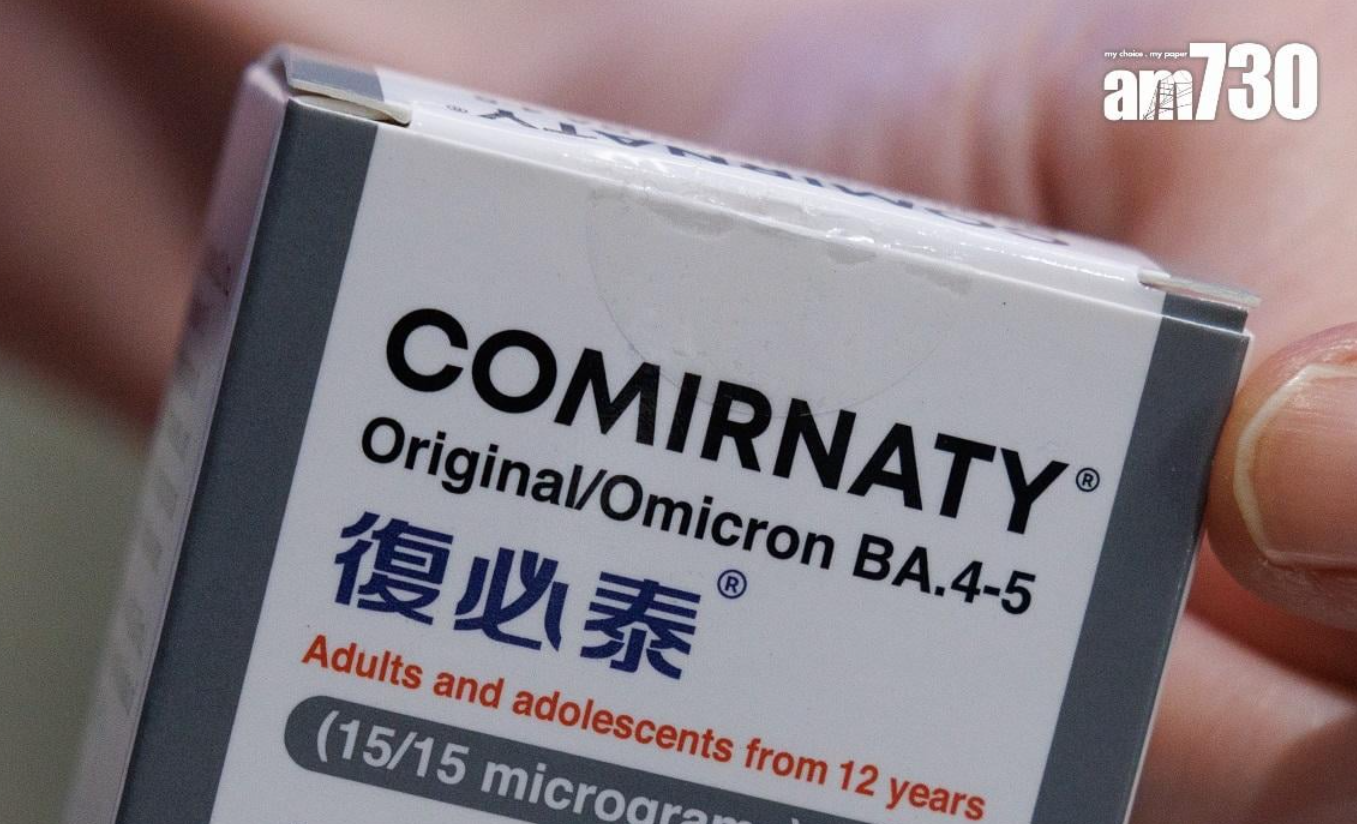 my choice . my paper
am730
COMIRNATY®
COMIRNATY®
Original/Omicron BA.4-5
復必泰®
Adults and adolescents from 12 years
(15/15